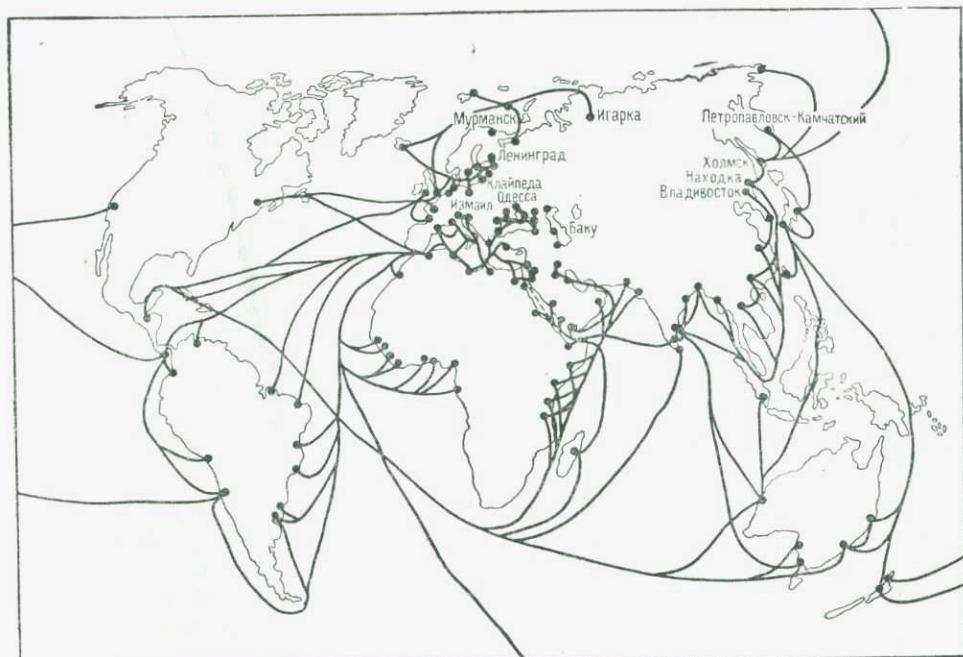 Мурманск
Игарка
Петропавловск-Камчатский
Ленинград
Холмск
Находка
Клайпеда
Владивосток
Одесса
Измаил
Баку